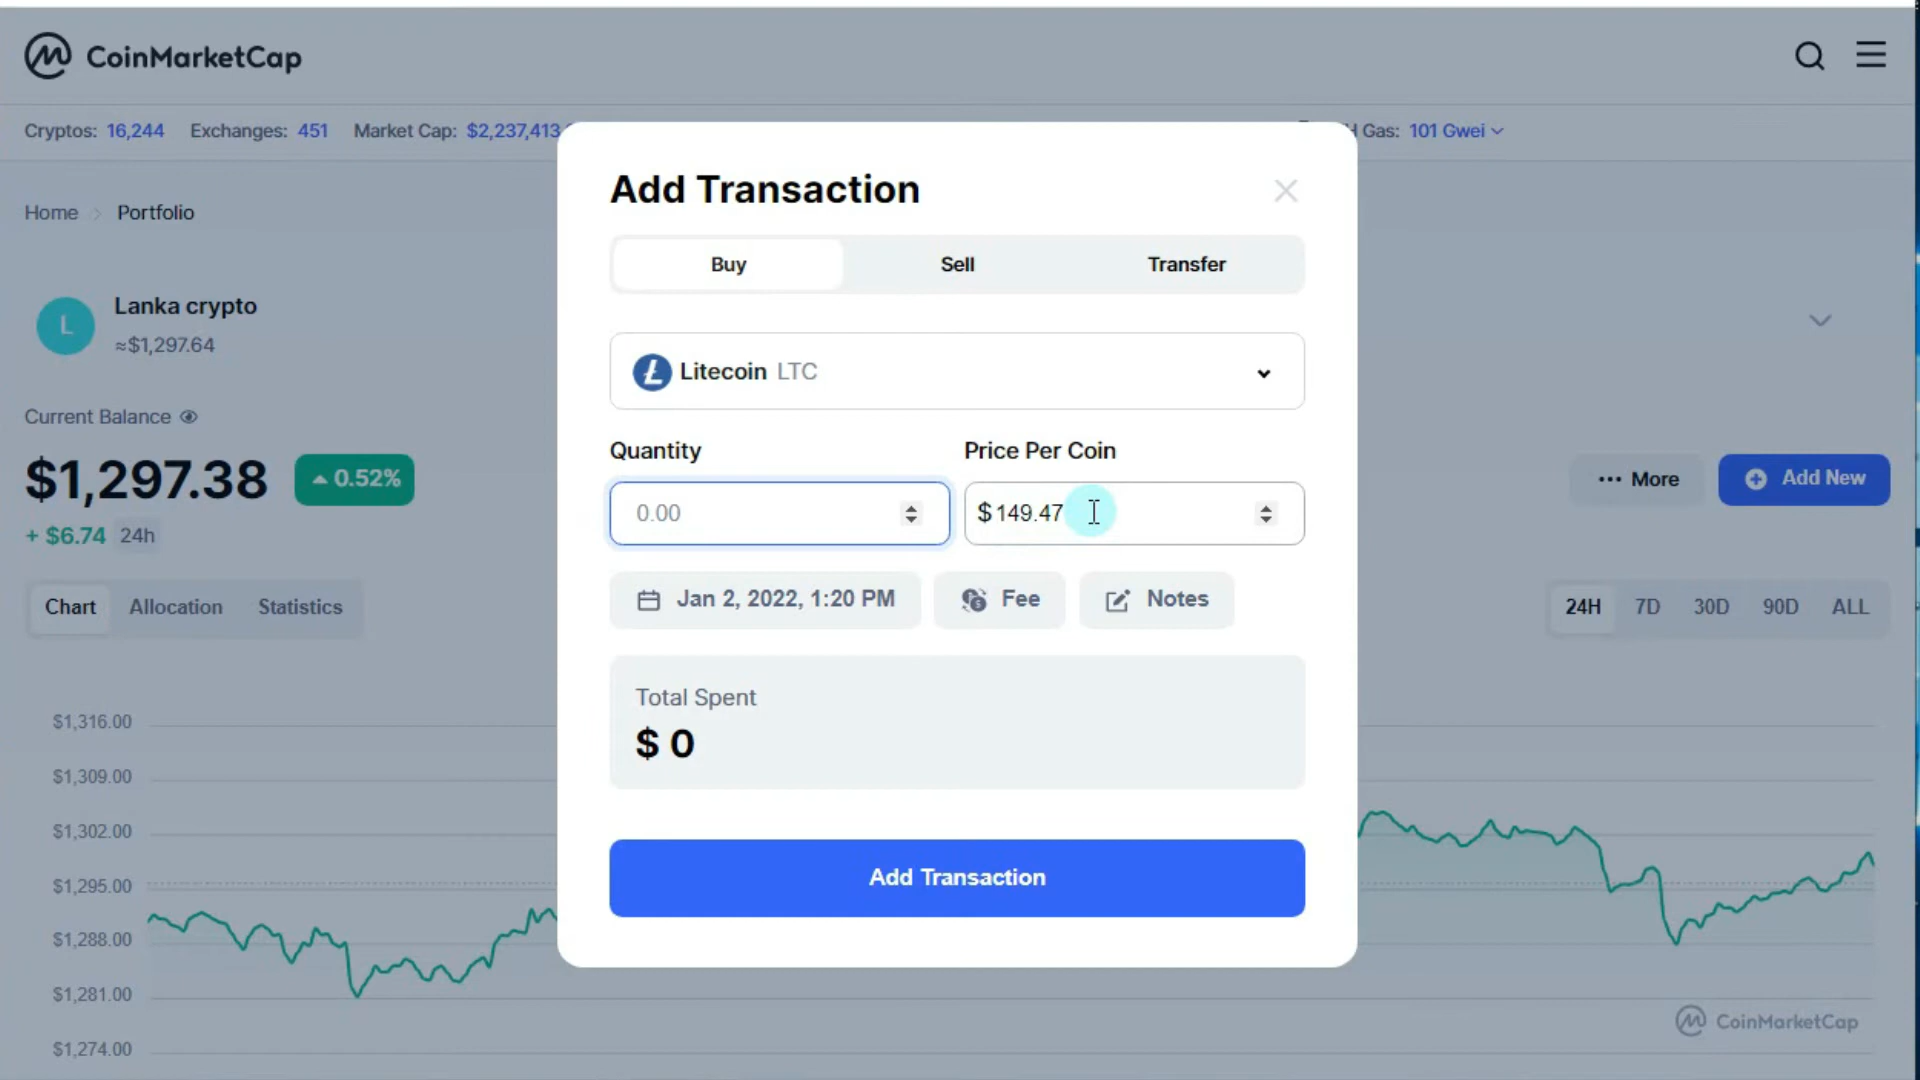 CoinMarketCap
Cryptos: 16,244 Exchanges: 451 Market Cap: $2,237,413 Gas: 101 Gwei
Home > Portfolio
L
Lanka crypto
≈$1,297.64
Current Balance
$1,297.38 0.52%
+ $6.74 24h
••• More
Add New
Chart Allocation Statistics
24H 7D 30D 90D ALL
$1,316.00
$1,309.00
$1,302.00
$1,295.00
$1,288.00
$1,281.00
$1,274.00
CoinMarketCap
Add Transaction
Buy Sell Transfer
Litecoin LTC
Quantity Price Per Coin
0.00 $149.47
Jan 2, 2022, 1:20 PM Fee Notes
Total Spent
$ 0
Add Transaction